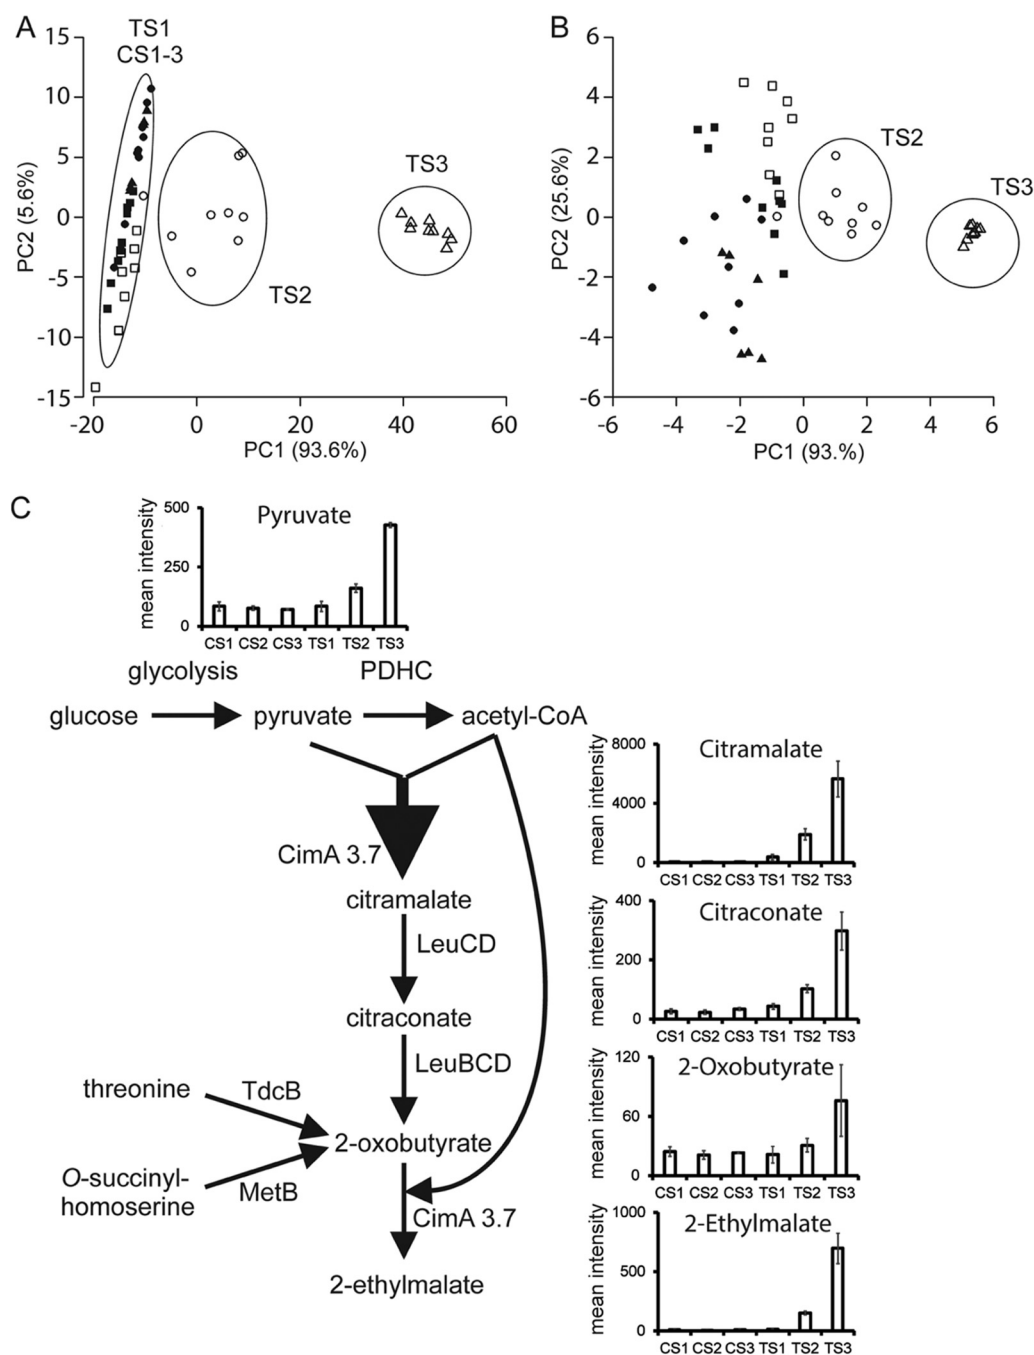 A
TS1
CS1-3
15
10
5
0
-5
-10
-15
PC2 (5.6%)
TS3
TS2
-20
0
20
40
60
PC1 (93.6%)
B
6
4
2
0
-2
-4
-6
PC2 (25.6%)
TS2
TS3
-6
-4
-2
0
2
4
6
PC1 (93.%)
C
500
250
0
mean intensity
Pyruvate
CS1 CS2 CS3 TS1 TS2 TS3
glycolysis
PDHC
glucose
pyruvate
acetyl-CoA
CimA 3.7
citramalate
LeuCD
citraconate
LeuBCD
threonine
TdcB
2-oxobutyrate
O-succinyl-
homoserine
MetB
CimA 3.7
2-ethylmalate
8000
4000
0
mean intensity
Citramalate
CS1 CS2 CS3 TS1 TS2 TS3
400
200
0
mean intensity
Citraconate
CS1 CS2 CS3 TS1 TS2 TS3
120
60
0
mean intensity
2-Oxobutyrate
CS1 CS2 CS3 TS1 TS2 TS3
1000
500
0
mean intensity
2-Ethylmalate
CS1 CS2 CS3 TS1 TS2 TS3